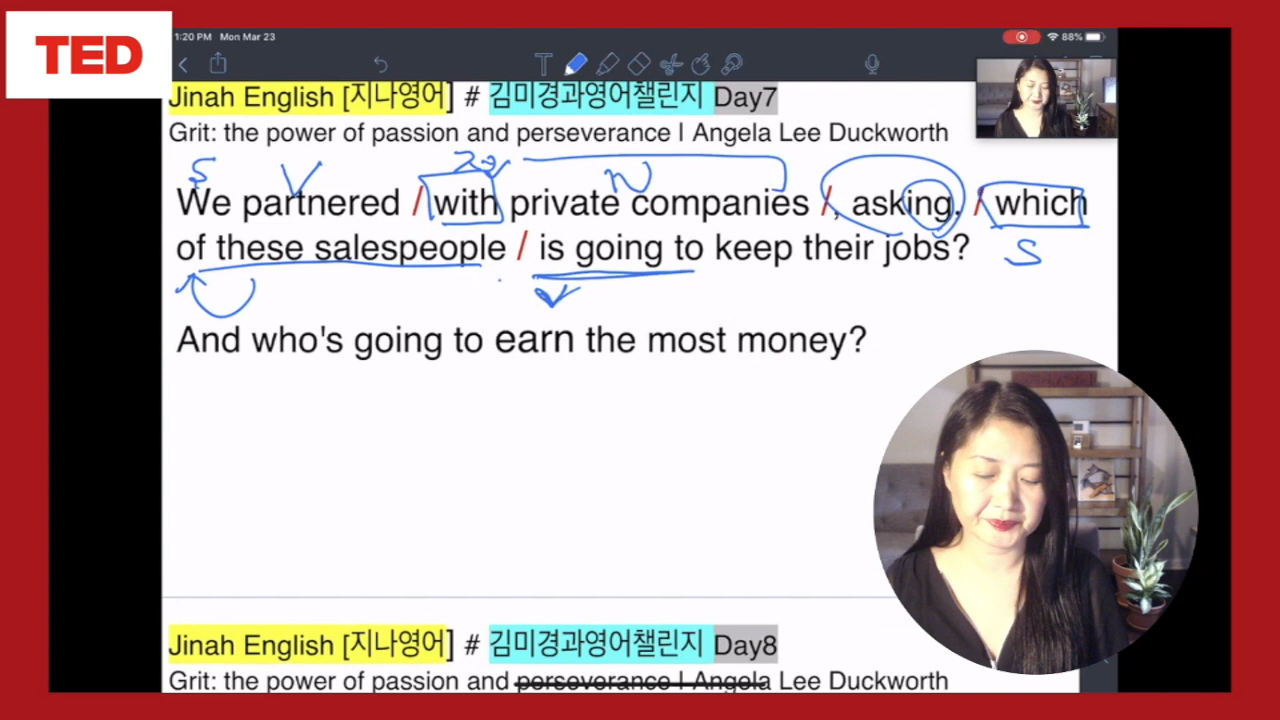 TED
1:20 PM Mon Mar 23
88%
T
Jinah English [지나영어] # 김미경과영어챌린지 Day7
Grit: the power of passion and perseverance I Angela Lee Duckworth
S V N
We partnered / with private companies /, asking, / which
of these salespeople / is going to keep their jobs?
S
V
And who's going to earn the most money?
Jinah English [지나영어] # 김미경과영어챌린지 Day8
Grit: the power of passion and perseverance I Angela Lee Duckworth